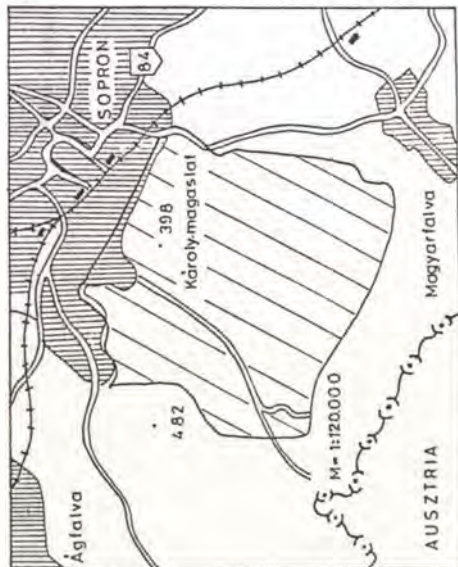 SOPRON
84
398
Károly-magaslat
482
Ágfalva
Magyarfalva
M= 1:120.000
AUSZTRIA